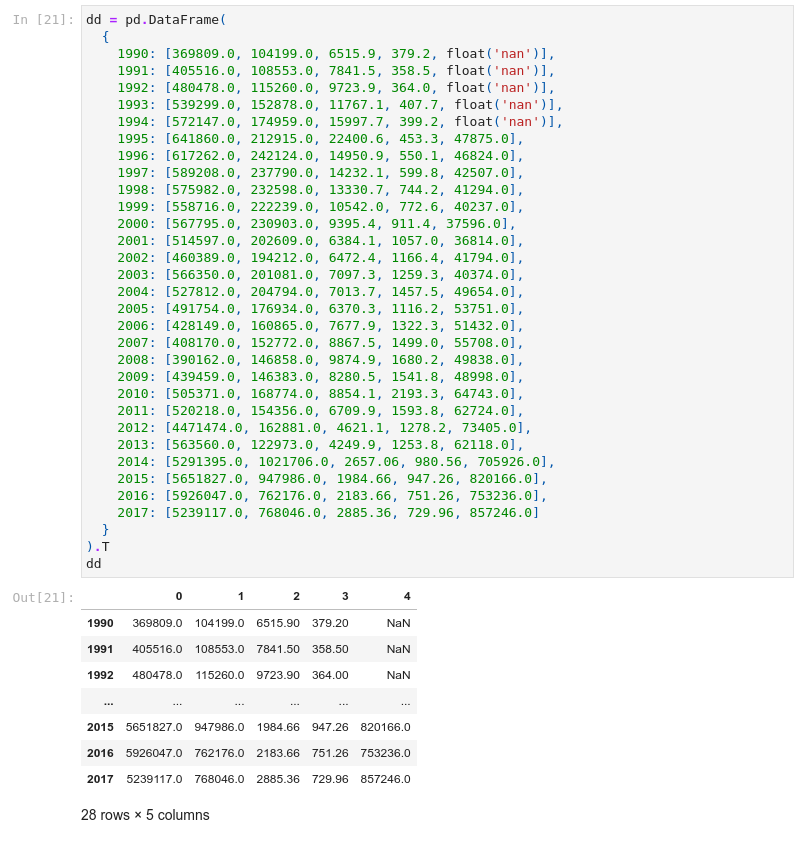 In [21]: dd = pd.DataFrame(
{
1990: [369809.0, 104199.0, 6515.9, 379.2, float('nan')],
1991: [405516.0, 108553.0, 7841.5, 358.5, float('nan')],
1992: [480478.0, 115260.0, 9723.9, 364.0, float('nan')],
1993: [539299.0, 152878.0, 11767.1, 407.7, float('nan')],
1994: [572147.0, 174959.0, 15997.7, 399.2, float('nan')],
1995: [641860.0, 212915.0, 22400.6, 453.3, 47875.0],
1996: [617262.0, 242124.0, 14950.9, 550.1, 46824.0],
1997: [589208.0, 237790.0, 14232.1, 599.8, 42507.0],
1998: [575982.0, 232598.0, 13330.7, 744.2, 41294.0],
1999: [558716.0, 222239.0, 10542.0, 772.6, 40237.0],
2000: [567795.0, 230903.0, 9395.4, 911.4, 37596.0],
2001: [514597.0, 202609.0, 6384.1, 1057.0, 36814.0],
2002: [460389.0, 194212.0, 6472.4, 1166.4, 41794.0],
2003: [566350.0, 201081.0, 7097.3, 1259.3, 40374.0],
2004: [527812.0, 204794.0, 7013.7, 1457.5, 49654.0],
2005: [491754.0, 176934.0, 6370.3, 1116.2, 53751.0],
2006: [428149.0, 160865.0, 7677.9, 1322.3, 51432.0],
2007: [408170.0, 152772.0, 8867.5, 1499.0, 55708.0],
2008: [390162.0, 146858.0, 9874.9, 1680.2, 49838.0],
2009: [439459.0, 146383.0, 8280.5, 1541.8, 48998.0],
2010: [505371.0, 168774.0, 8854.1, 2193.3, 64743.0],
2011: [520218.0, 154356.0, 6709.9, 1593.8, 62724.0],
2012: [4471474.0, 162881.0, 4621.1, 1278.2, 73405.0],
2013: [563560.0, 122973.0, 4249.9, 1253.8, 62118.0],
2014: [5291395.0, 1021706.0, 2657.06, 980.56, 705926.0],
2015: [5651827.0, 947986.0, 1984.66, 947.26, 820166.0],
2016: [5926047.0, 762176.0, 2183.66, 751.26, 753236.0],
2017: [5239117.0, 768046.0, 2885.36, 729.96, 857246.0]
}
).T
dd
Out[21]: 0 1 2 3 4
1990 369809.0 104199.0 6515.90 379.20 NaN
1991 405516.0 108553.0 7841.50 358.50 NaN
1992 480478.0 115260.0 9723.90 364.00 NaN
... ... ... ... ... ...
2015 5651827.0 947986.0 1984.66 947.26 820166.0
2016 5926047.0 762176.0 2183.66 751.26 753236.0
2017 5239117.0 768046.0 2885.36 729.96 857246.0
28 rows × 5 columns